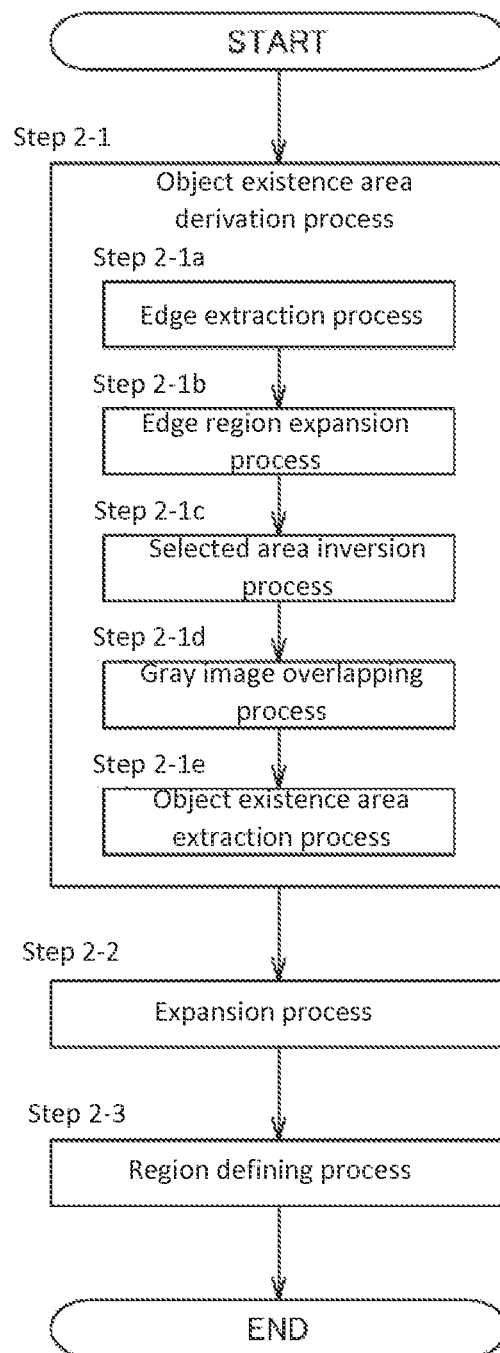 START
Step 2-1
Object existence area
derivation process
Step 2-1a
Edge extraction process
Step 2-1b
Edge region expansion
process
Step 2-1c
Selected area inversion
process
Step 2-1d
Gray image overlapping
process
Step 2-1e
Object existence area
extraction process
Step 2-2
Expansion process
Step 2-3
Region defining process
END